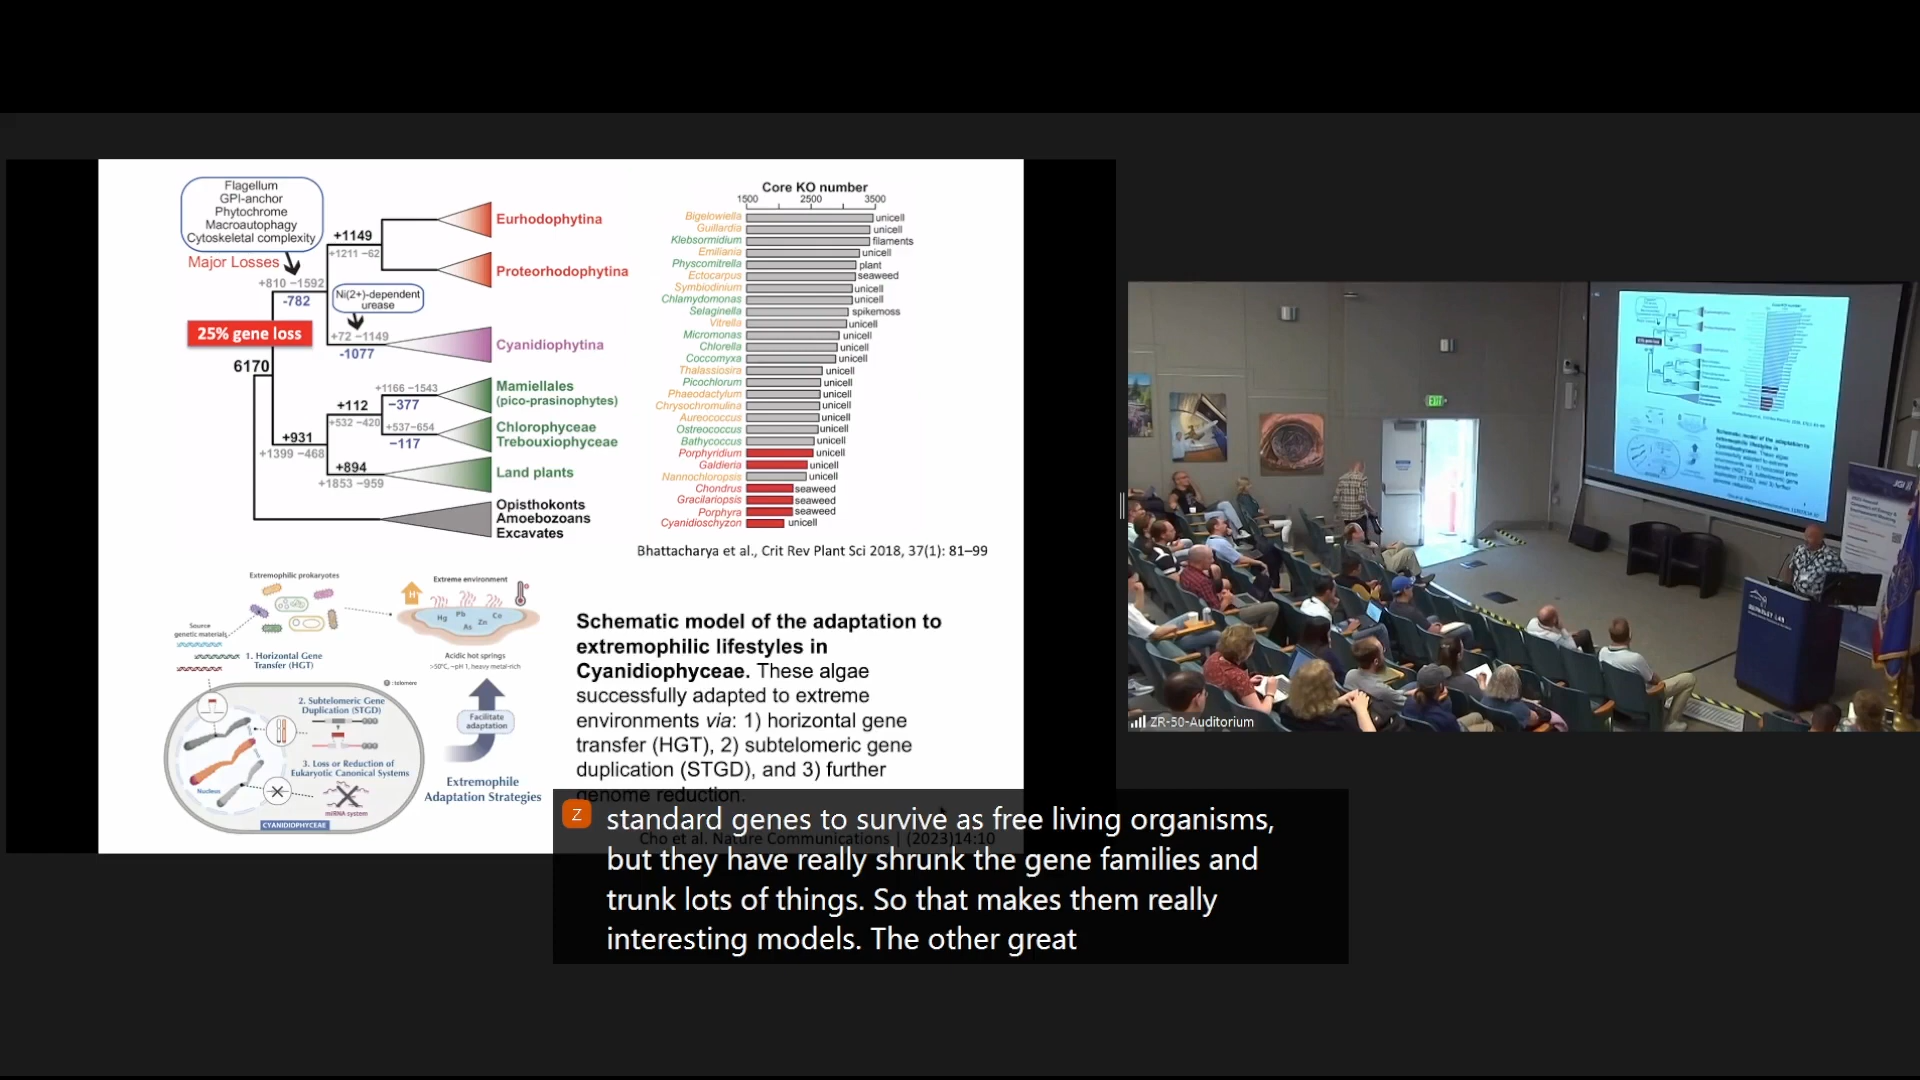 Flagellum
GPI-anchor
Phytochrome
Macroautophagy
Cytoskeletal complexity
Major Losses
+810 −1592
-782
25% gene loss
6170
+1149
+1211 −62
Ni(2+)-dependent
urease
+72 −1149
-1077
Eurhodophytina
Proteorhodophytina
Cyanidiophytina
+1166 −1543
−377
+112
+532 −420
+537−654
−117
+931
+1399 −468
+894
+1853 −959
Mamiellales
(pico-prasinophytes)
Chlorophyceae
Trebouxiophyceae
Land plants
Opisthokonts
Amoebozoans
Excavates
Core KO number
1500 2500 3500
Bigelowiella unicell
Guillardia unicell
Klebsormidium filaments
Emiliania unicell
Physcomitrella plant
Ectocarpus seaweed
Symbiodinium unicell
Chlamydomonas unicell
Selaginella spikemoss
Vitrella unicell
Micromonas unicell
Chlorella unicell
Coccomyxa unicell
Thalassiosira unicell
Picochlorum unicell
Phaeodactylum unicell
Chrysochromulina unicell
Aureococcus unicell
Ostreococcus unicell
Bathycoccus unicell
Porphyridium unicell
Galdieria unicell
Nannochloropsis unicell
Chondrus seaweed
Gracilariopsis seaweed
Porphyra seaweed
Cyanidioschyzon unicell
Bhattacharya et al., Crit Rev Plant Sci 2018, 37(1): 81–99
Extremophilic prokaryotes
Source
genetic materials
1. Horizontal Gene
Transfer (HGT)
Extreme environment
H+
Hg Pb As Zn Co
Acidic hot springs
>50°C, ~pH 1, heavy metal-rich
: telomere
2. Subtelomeric Gene
Duplication (STGD)
3. Loss or Reduction of
Eukaryotic Canonical Systems
Nucleus
miRNA system
CYANIDIOPHYCEAE
Facilitate
adaptation
Extremophile
Adaptation Strategies
Schematic model of the adaptation to
extremophilic lifestyles in
Cyanidiophyceae. These algae
successfully adapted to extreme
environments via: 1) horizontal gene
transfer (HGT), 2) subtelomeric gene
duplication (STGD), and 3) further
genome reduction.
Cho et al. Nature Communications | (2023)14:10
Z
standard genes to survive as free living organisms,
but they have really shrunk the gene families and
trunk lots of things. So that makes them really
interesting models. The other great
EXIT
JGI
BERKELEY LAB
ZR-50-Auditorium